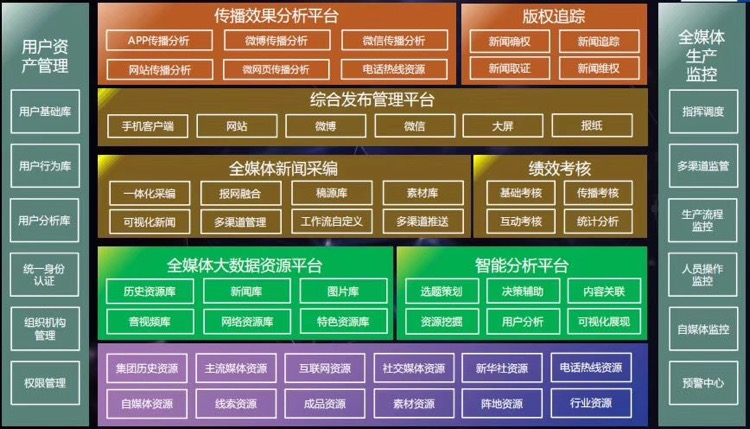 用户资
产管理
用户基础库
用户行为库
用户分析库
统一身份
认证
组织机构
管理
权限管理
传播效果分析平台
APP传播分析
微博传播分析
微信传播分析
网站传播分析
微网页传播分析
电话热线资源
版权追踪
新闻确权
新闻追踪
新闻取证
新闻维权
综合发布管理平台
手机客户端
网站
微博
微信
大屏
报纸
全媒体新闻采编
一体化采编
报网融合
稿源库
素材库
可视化新闻
多渠道管理
工作流自定义
多渠道推送
绩效考核
基础考核
传播考核
互动考核
统计分析
全媒体大数据资源平台
历史资源库
新闻库
图片库
音视频库
网络资源库
特色资源库
智能分析平台
选题策划
决策辅助
内容关联
资源挖掘
用户分析
可视化展现
集团历史资源
主流媒体资源
互联网资源
社交媒体资源
新华社资源
电话热线资源
自媒体资源
线索资源
成品资源
素材资源
阵地资源
行业资源
全媒体
生产
监控
指挥调度
多渠道监管
生产流程
监控
人员操作
监控
自媒体监控
预警中心